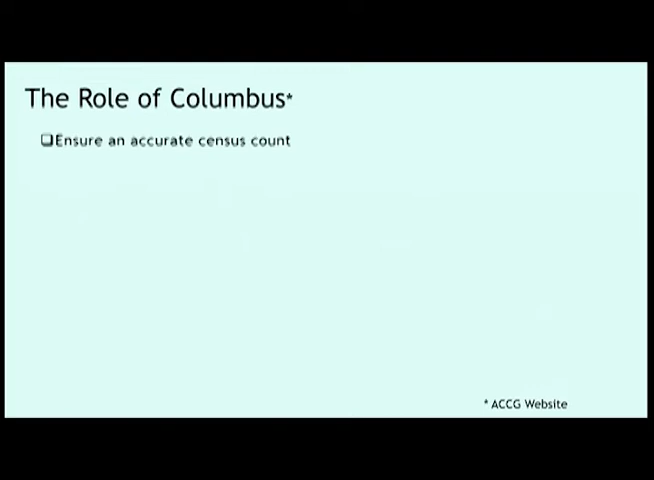 The Role of Columbus*
❑Ensure an accurate census count
* ACCG Website